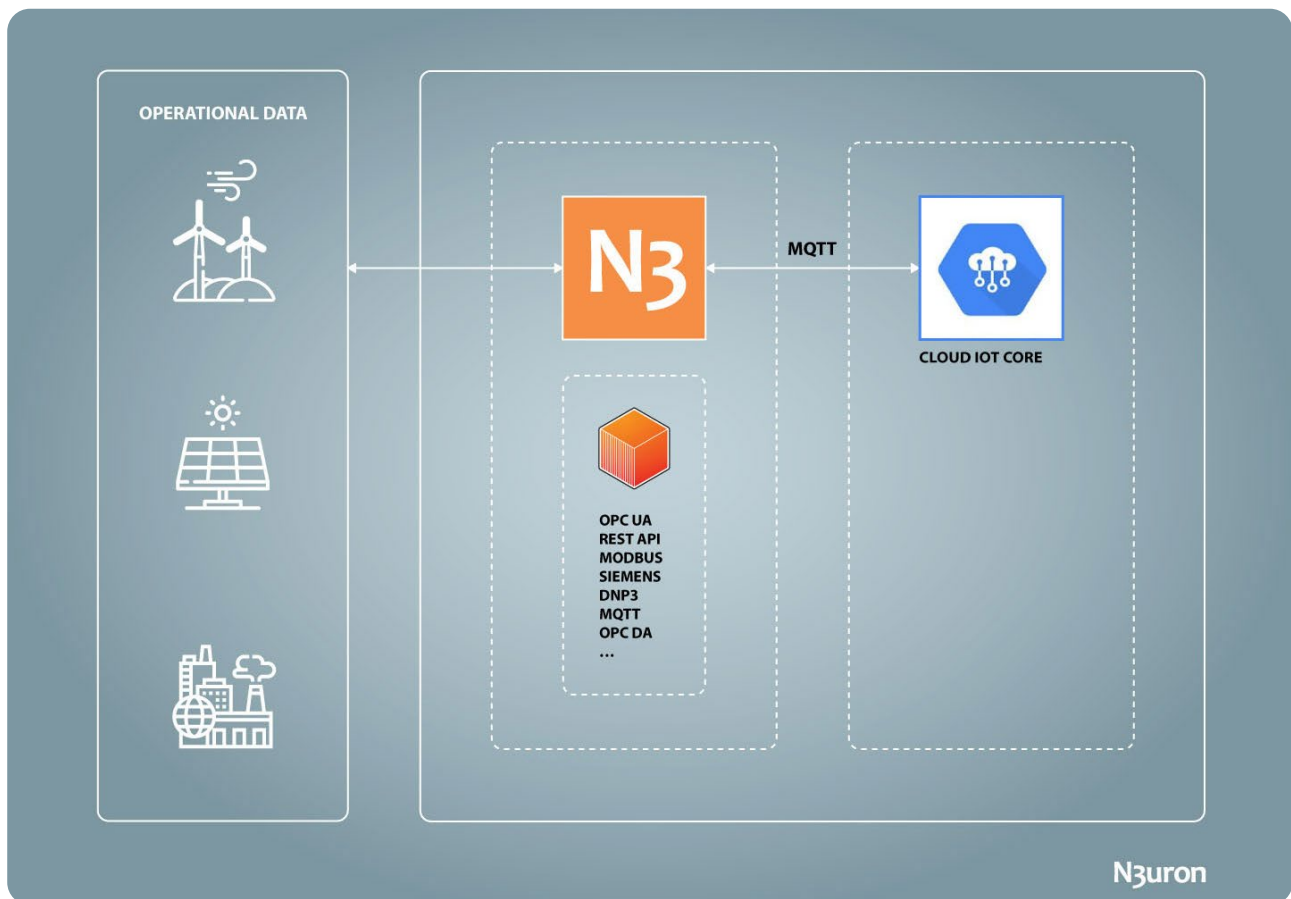 OPERATIONAL DATA
N3
MQTT
CLOUD IOT CORE
OPC UA
REST API
MODBUS
SIEMENS
DNP3
MQTT
OPC DA
...
N3uron